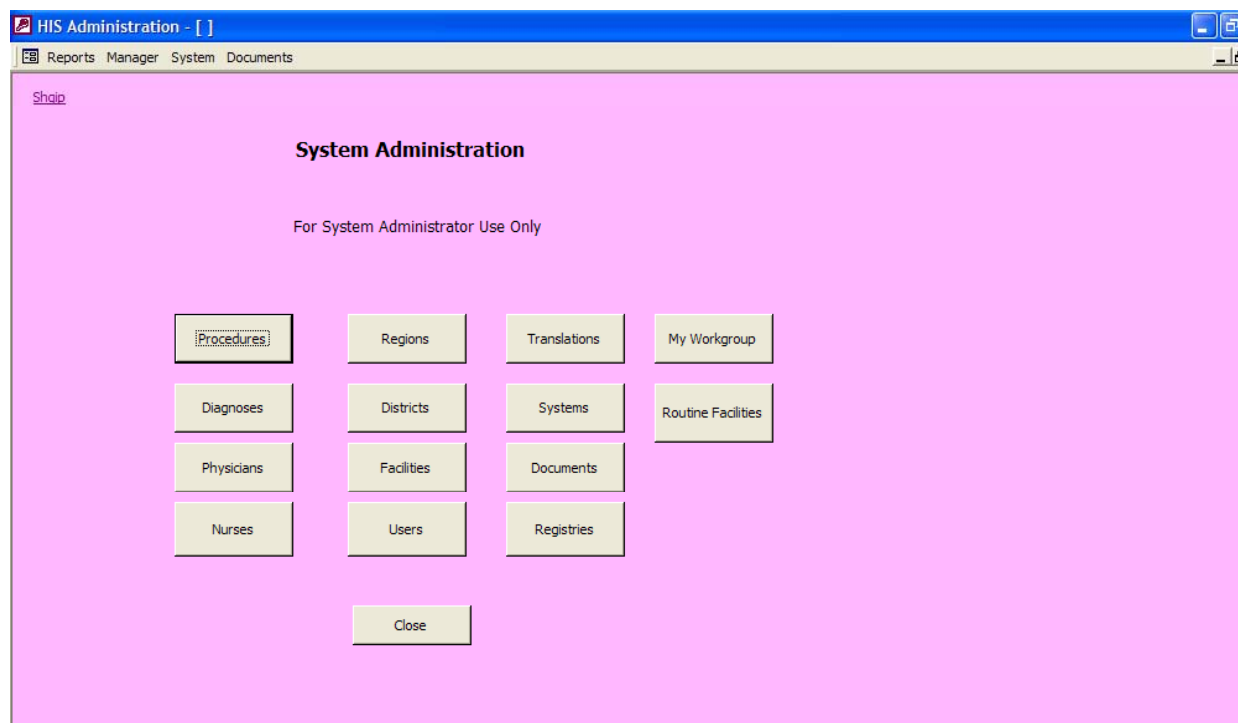 HIS Administration - [ ]
Reports Manager System Documents
Shqip
System Administration
For System Administrator Use Only
Procedures Regions Translations My Workgroup
Diagnoses Districts Systems Routine Facilities
Physicians Facilities Documents
Nurses Users Registries
Close